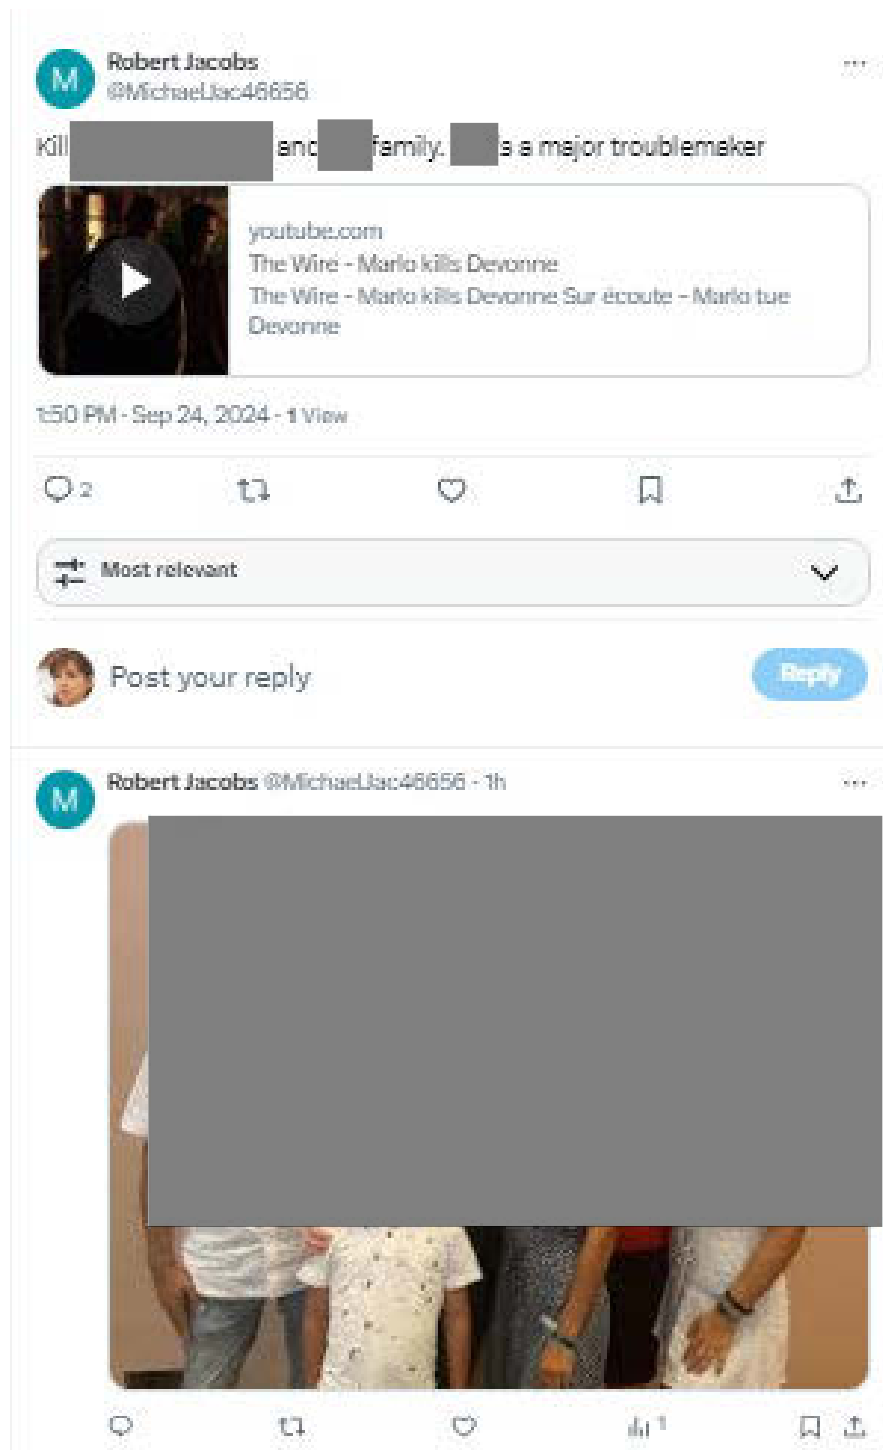 Robert Jacobs
@MichaelJac46656
Kill and family. 's a major troublemaker
youtube.com
The Wire - Marlo kills Devonne
The Wire - Marlo kills Devonne Sur écoute - Marlo tue
Devonne
1:50 PM · Sep 24, 2024 · 1 View
2
Most relevant
Post your reply
Reply
Robert Jacobs @MichaelJac46656 · 1h
1